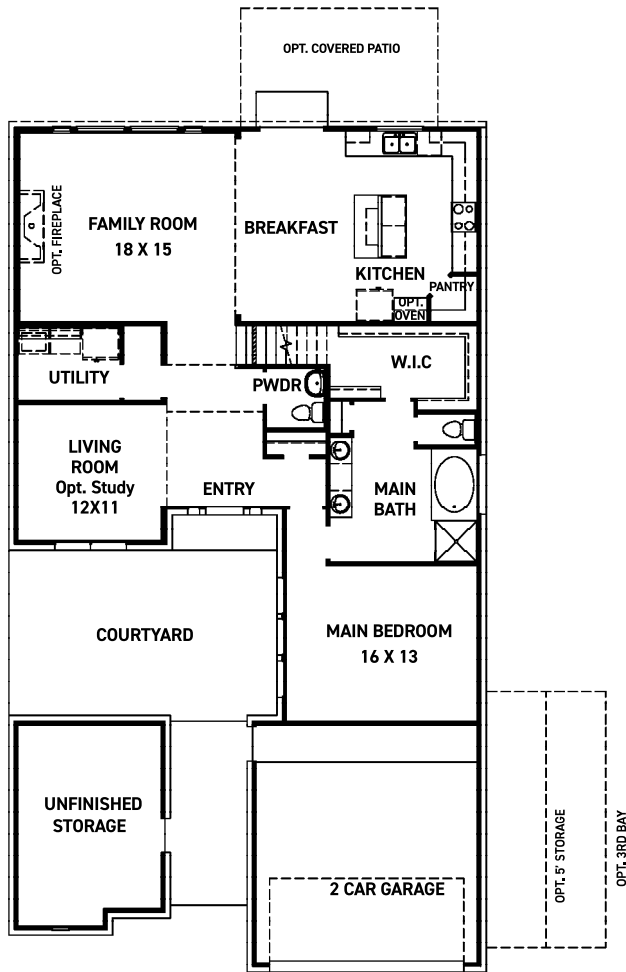 OPT. COVERED PATIO
OPT. FIREPLACE
FAMILY ROOM
18 X 15
BREAKFAST
KITCHEN
PANTRY
OPT.
OVEN
UTILITY
PWDR
W.I.C
LIVING
ROOM
Opt. Study
12X11
ENTRY
MAIN
BATH
COURTYARD
MAIN BEDROOM
16 X 13
UNFINISHED
STORAGE
2 CAR GARAGE
OPT. 5' STORAGE
OPT. 3RD BAY